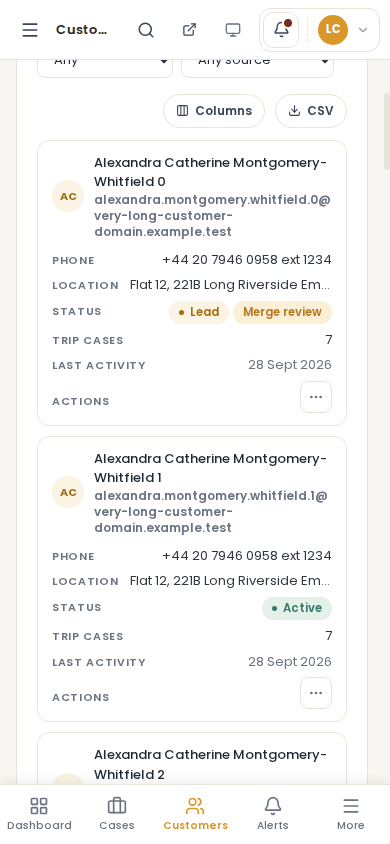 Custo...
LC
Any
Any source
Columns
CSV
Alexandra Catherine Montgomery-
Whitfield 0
AC
alexandra.montgomery.whitfield.0@
very-long-customer-
domain.example.test
PHONE +44 20 7946 0958 ext 1234
LOCATION Flat 12, 221B Long Riverside Em...
STATUS Lead Merge review
TRIP CASES 7
LAST ACTIVITY 28 Sept 2026
ACTIONS
Alexandra Catherine Montgomery-
Whitfield 1
AC
alexandra.montgomery.whitfield.1@
very-long-customer-
domain.example.test
PHONE +44 20 7946 0958 ext 1234
LOCATION Flat 12, 221B Long Riverside Em...
STATUS Active
TRIP CASES 7
LAST ACTIVITY 28 Sept 2026
ACTIONS
Alexandra Catherine Montgomery-
Whitfield 2
Dashboard Cases Customers Alerts More